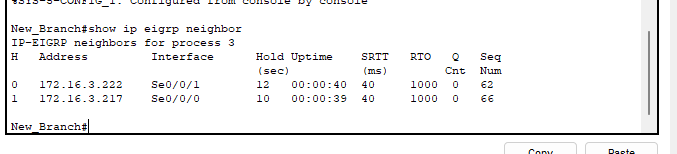 %SYS-5-CONFIG_I: Configured from console by console
New_Branch#show ip eigrp neighbor
IP-EIGRP neighbors for process 3
H Address Interface Hold Uptime SRTT RTO Q Seq
(sec) (ms) Cnt Num
0 172.16.3.222 Se0/0/1 12 00:00:40 40 1000 0 62
1 172.16.3.217 Se0/0/0 10 00:00:39 40 1000 0 66
New_Branch#
Copy Paste